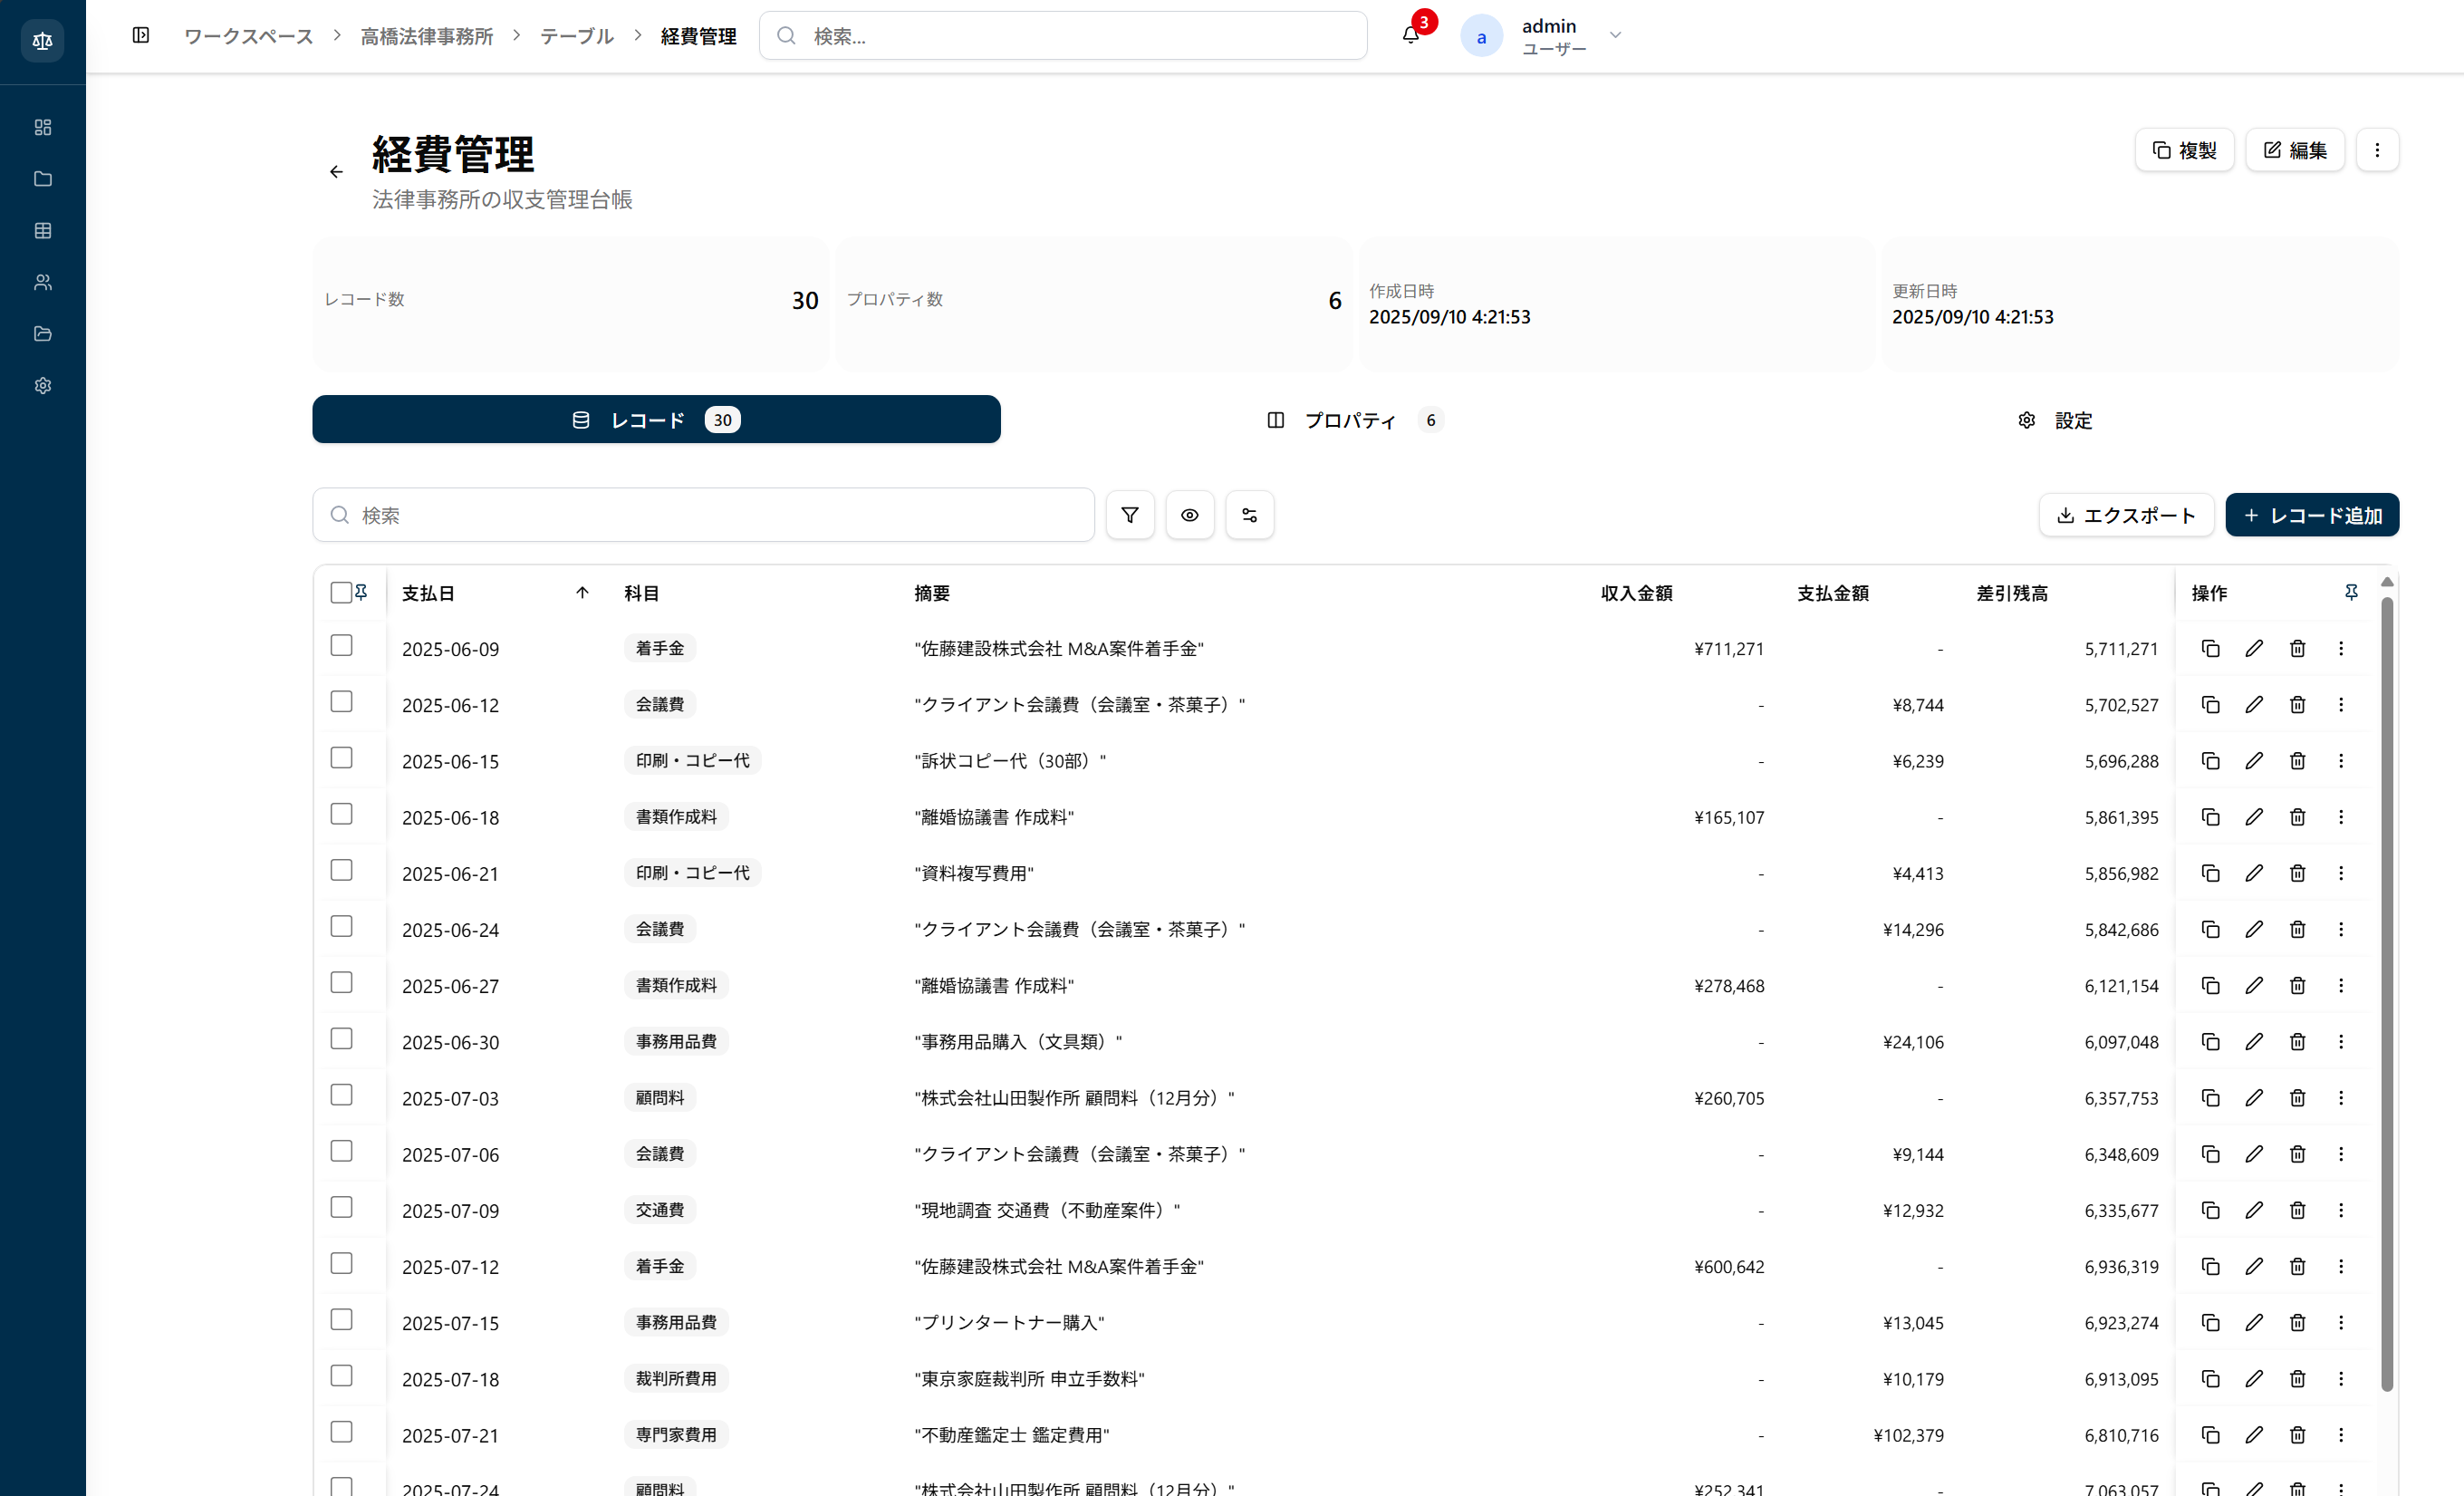 ワークスペース > 高橋法律事務所 > テーブル > 経費管理
検索...
3
a
admin
ユーザー
経費管理
法律事務所の収支管理台帳
複製
編集
レコード数 30
プロパティ数 6
作成日時
2025/09/10 4:21:53
更新日時
2025/09/10 4:21:53
レコード 30
プロパティ 6
設定
検索
エクスポート
+ レコード追加
支払日 科目 摘要 収入金額 支払金額 差引残高 操作
2025-06-09 着手金 "佐藤建設株式会社 M&A案件着手金" ¥711,271 - 5,711,271
2025-06-12 会議費 "クライアント会議費（会議室・茶菓子）" - ¥8,744 5,702,527
2025-06-15 印刷・コピー代 "訴状コピー代（30部）" - ¥6,239 5,696,288
2025-06-18 書類作成料 "離婚協議書 作成料" ¥165,107 - 5,861,395
2025-06-21 印刷・コピー代 "資料複写費用" - ¥4,413 5,856,982
2025-06-24 会議費 "クライアント会議費（会議室・茶菓子）" - ¥14,296 5,842,686
2025-06-27 書類作成料 "離婚協議書 作成料" ¥278,468 - 6,121,154
2025-06-30 事務用品費 "事務用品購入（文具類）" - ¥24,106 6,097,048
2025-07-03 顧問料 "株式会社山田製作所 顧問料（12月分）" ¥260,705 - 6,357,753
2025-07-06 会議費 "クライアント会議費（会議室・茶菓子）" - ¥9,144 6,348,609
2025-07-09 交通費 "現地調査 交通費（不動産案件）" - ¥12,932 6,335,677
2025-07-12 着手金 "佐藤建設株式会社 M&A案件着手金" ¥600,642 - 6,936,319
2025-07-15 事務用品費 "プリンタートナー購入" - ¥13,045 6,923,274
2025-07-18 裁判所費用 "東京家庭裁判所 申立手数料" - ¥10,179 6,913,095
2025-07-21 専門家費用 "不動産鑑定士 鑑定費用" - ¥102,379 6,810,716
2025-07-24 顧問料 "株式会社山田製作所 顧問料（12月分）" ¥252,341 - 7,063,057